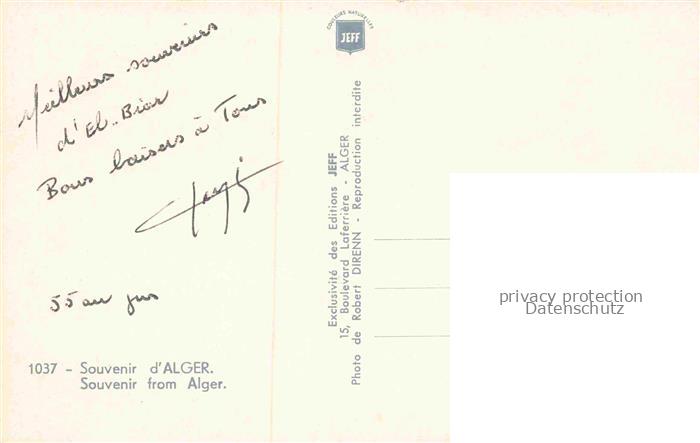 Meilleurs souvenirs
d'El-Biar
Bons baisers à Tous
55 au jus
1037 - Souvenir d'ALGER.
Souvenir from Alger.
COULEURS NATURELLES
JEFF
Exclusivité des Editions JEFF
15, Boulevard Laferrière - ALGER
Photo de Robert DIRENN - Reproduction interdite
privacy protection
Datenschutz